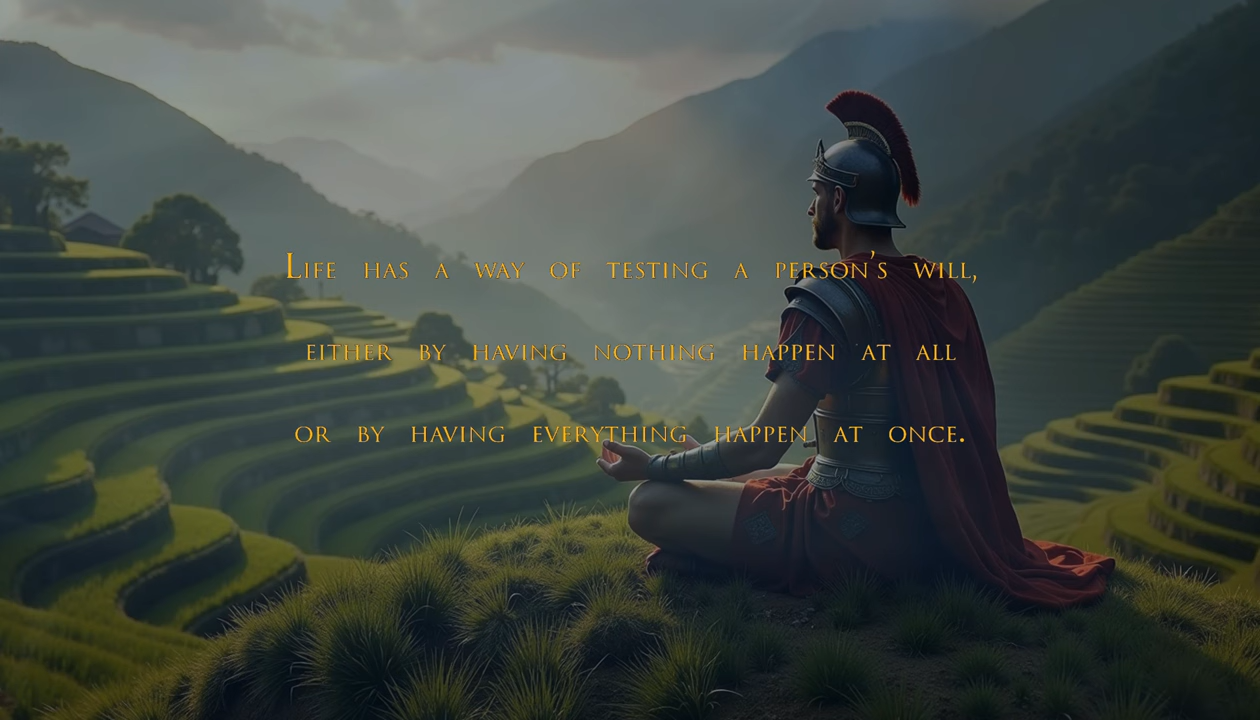 Life has a way of testing a person's will,
either by having nothing happen at all
or by having everything happen at once.